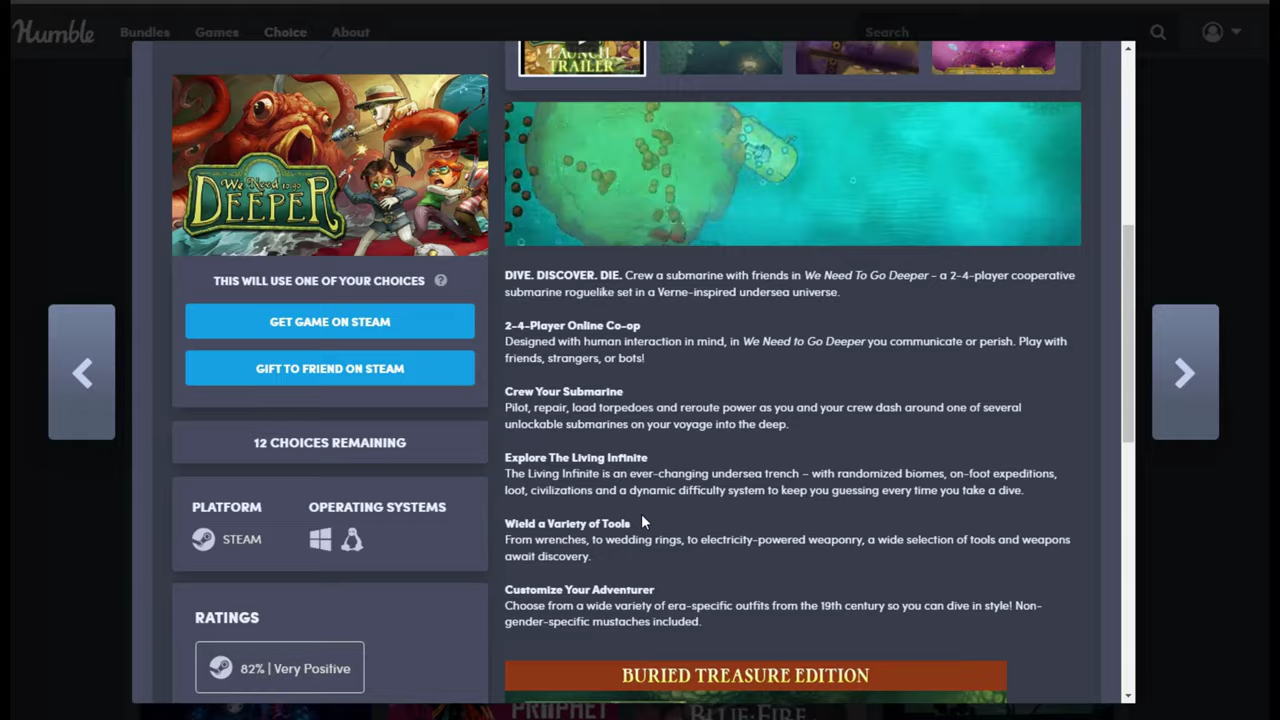 Humble
Bundles
Games
Choice
About
Search
LAUNCH
TRAILER
We Need to go
DEEPER
THIS WILL USE ONE OF YOUR CHOICES ?
GET GAME ON STEAM
GIFT TO FRIEND ON STEAM
12 CHOICES REMAINING
PLATFORM
OPERATING SYSTEMS
STEAM
RATINGS
82% | Very Positive
DIVE. DISCOVER. DIE. Crew a submarine with friends in We Need To Go Deeper - a 2-4-player cooperative
submarine roguelike set in a Verne-inspired undersea universe.
2-4-Player Online Co-op
Designed with human interaction in mind, in We Need to Go Deeper you communicate or perish. Play with
friends, strangers, or bots!
Crew Your Submarine
Pilot, repair, load torpedoes and reroute power as you and your crew dash around one of several
unlockable submarines on your voyage into the deep.
Explore The Living Infinite
The Living Infinite is an ever-changing undersea trench – with randomized biomes, on-foot expeditions,
loot, civilizations and a dynamic difficulty system to keep you guessing every time you take a dive.
Wield a Variety of Tools
From wrenches, to wedding rings, to electricity-powered weaponry, a wide selection of tools and weapons
await discovery.
Customize Your Adventurer
Choose from a wide variety of era-specific outfits from the 19th century so you can dive in style! Non-
gender-specific mustaches included.
BURIED TREASURE EDITION
PROPHET
BLUE FIRE